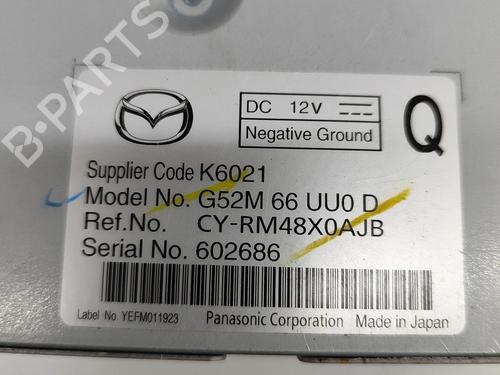 B-PARTS
DC 12V
Negative Ground
Q
Supplier Code K6021
Model No. G52M 66 UU0 D
Ref.No. CY-RM48X0AJB
Serial No. 602686
Label No. YEFM011923 Panasonic Corporation Made in Japan